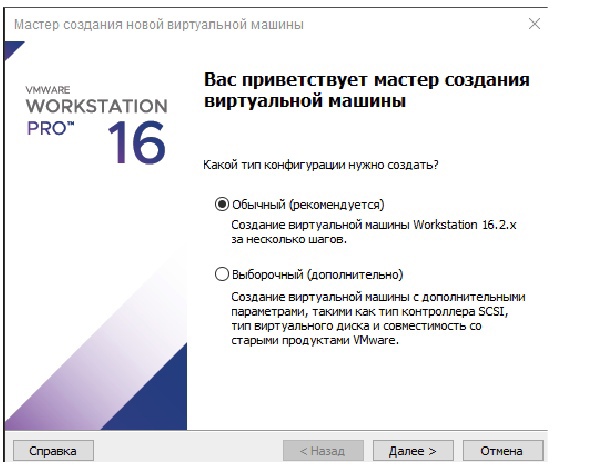 Мастер создания новой виртуальной машины
VMWARE
WORKSTATION
PRO™ 16
Вас приветствует мастер создания
виртуальной машины
Какой тип конфигурации нужно создать?
Обычный (рекомендуется)
Создание виртуальной машины Workstation 16.2.x
за несколько шагов.
Выборочный (дополнительно)
Создание виртуальной машины с дополнительными
параметрами, такими как тип контроллера SCSI,
тип виртуального диска и совместимость со
старыми продуктами VMware.
Справка
< Назад
Далее >
Отмена